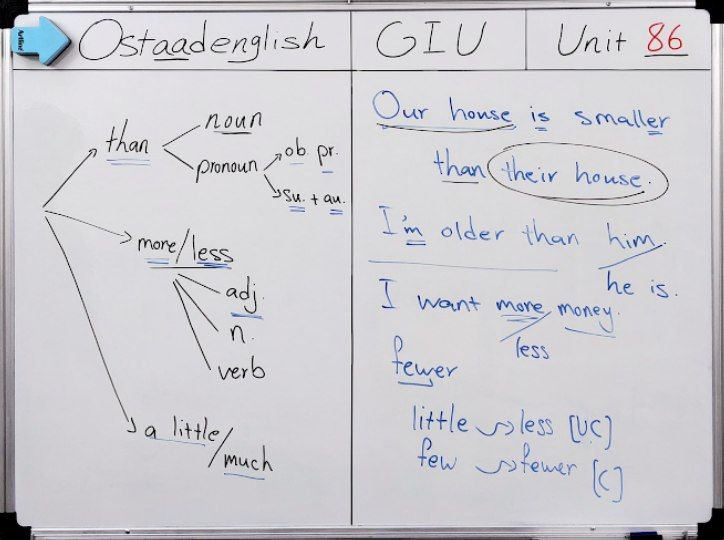 Artline
Ostaadenglish
GIU
Unit 86
than
noun
pronoun
ob. pr.
su. + au.
more/less
adj.
n.
verb
a little/much
Our house is smaller
than their house.
I'm older than him.
he is.
I want more money.
less
fewer
little → less [UC]
few → fewer [C]